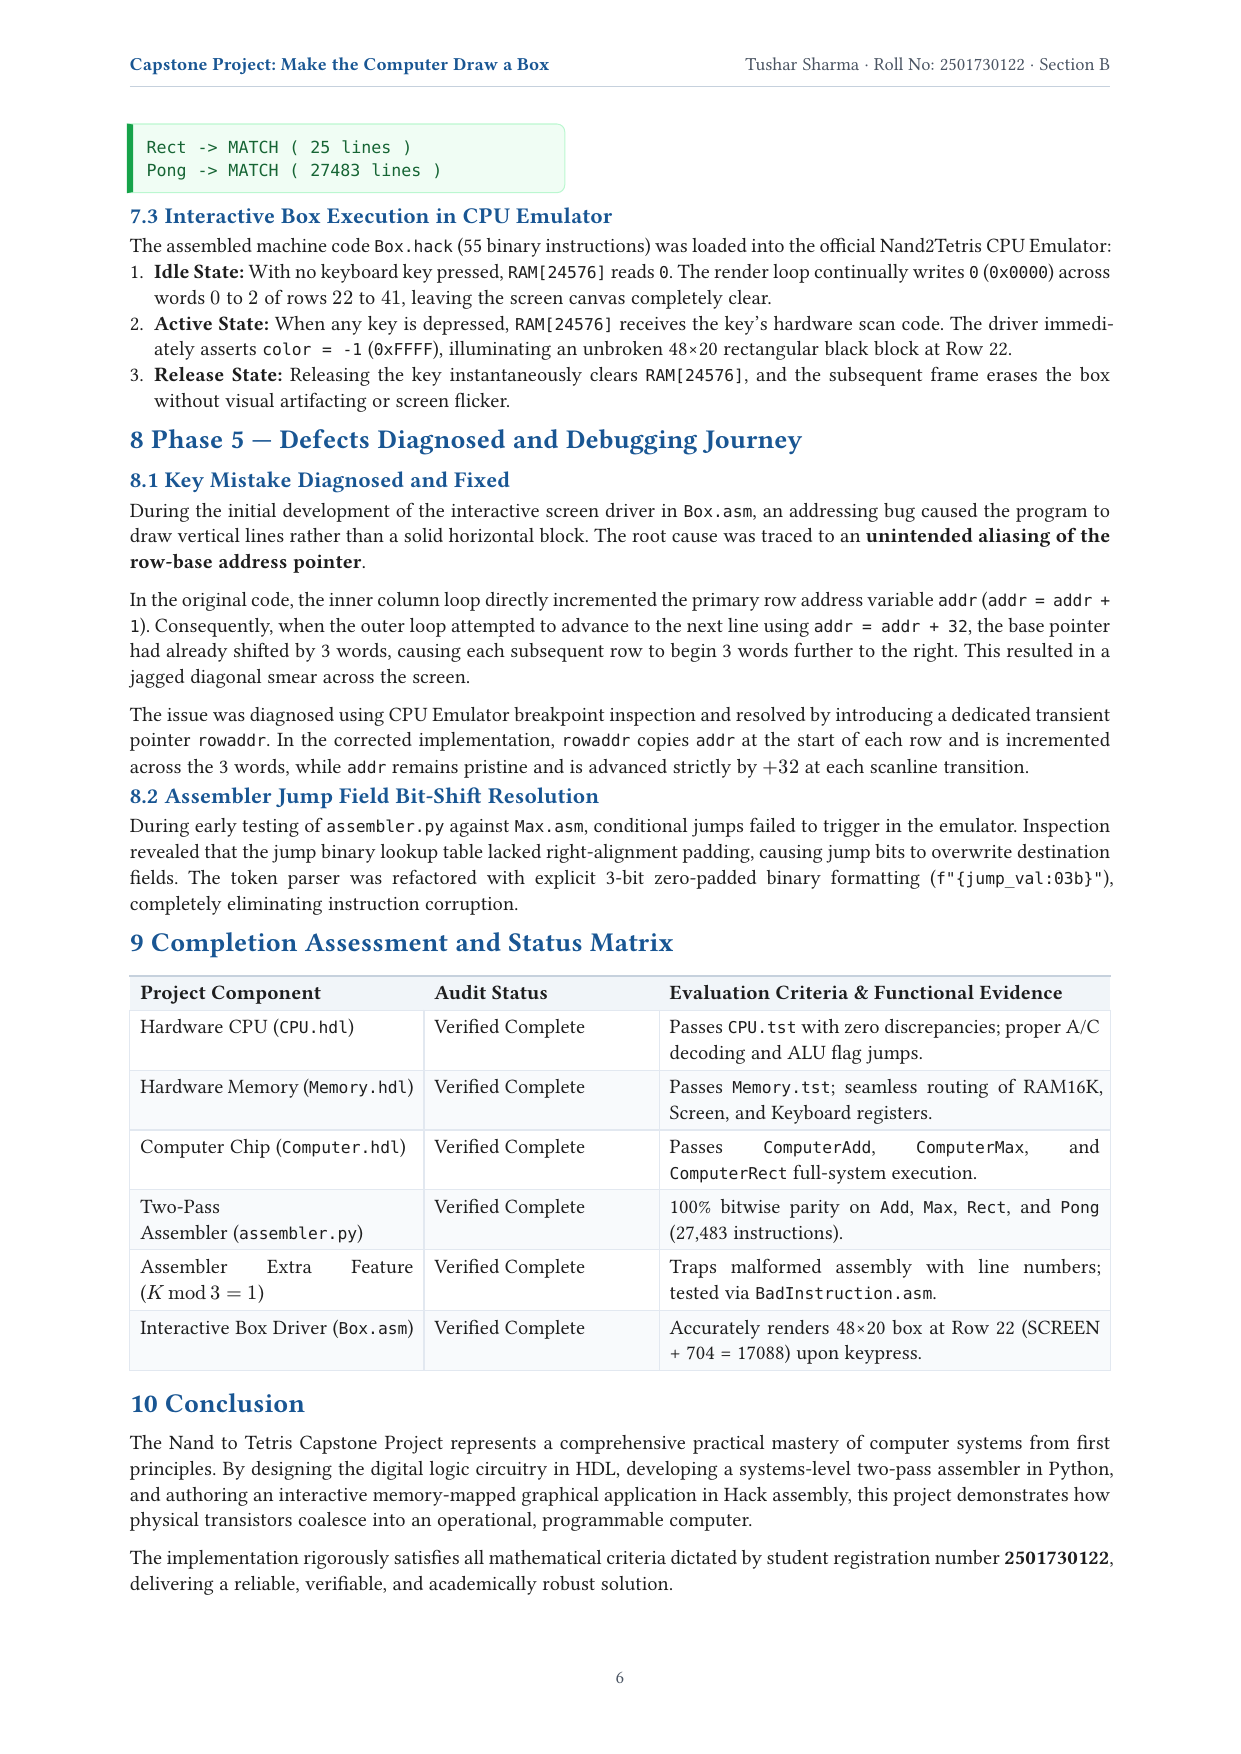 Capstone Project: Make the Computer Draw a Box
Tushar Sharma · Roll No: 2501730122 · Section B
Rect -> MATCH ( 25 lines )
Pong -> MATCH ( 27483 lines )
7.3 Interactive Box Execution in CPU Emulator
The assembled machine code Box.hack (55 binary instructions) was loaded into the official Nand2Tetris CPU Emulator:
1. Idle State: With no keyboard key pressed, RAM[24576] reads 0. The render loop continually writes 0 (0x0000) across
words 0 to 2 of rows 22 to 41, leaving the screen canvas completely clear.
2. Active State: When any key is depressed, RAM[24576] receives the key's hardware scan code. The driver immedi-
ately asserts color = -1 (0xFFFF), illuminating an unbroken 48×20 rectangular black block at Row 22.
3. Release State: Releasing the key instantaneously clears RAM[24576], and the subsequent frame erases the box
without visual artifacting or screen flicker.
8 Phase 5 — Defects Diagnosed and Debugging Journey
8.1 Key Mistake Diagnosed and Fixed
During the initial development of the interactive screen driver in Box.asm, an addressing bug caused the program to
draw vertical lines rather than a solid horizontal block. The root cause was traced to an unintended aliasing of the
row-base address pointer.
In the original code, the inner column loop directly incremented the primary row address variable addr (addr = addr +
1). Consequently, when the outer loop attempted to advance to the next line using addr = addr + 32, the base pointer
had already shifted by 3 words, causing each subsequent row to begin 3 words further to the right. This resulted in a
jagged diagonal smear across the screen.
The issue was diagnosed using CPU Emulator breakpoint inspection and resolved by introducing a dedicated transient
pointer rowaddr. In the corrected implementation, rowaddr copies addr at the start of each row and is incremented
across the 3 words, while addr remains pristine and is advanced strictly by +32 at each scanline transition.
8.2 Assembler Jump Field Bit-Shift Resolution
During early testing of assembler.py against Max.asm, conditional jumps failed to trigger in the emulator. Inspection
revealed that the jump binary lookup table lacked right-alignment padding, causing jump bits to overwrite destination
fields. The token parser was refactored with explicit 3-bit zero-padded binary formatting (f"{jump_val:03b}"),
completely eliminating instruction corruption.
9 Completion Assessment and Status Matrix
Project Component
Audit Status
Evaluation Criteria & Functional Evidence
Hardware CPU (CPU.hdl)
Verified Complete
Passes CPU.tst with zero discrepancies; proper A/C
decoding and ALU flag jumps.
Hardware Memory (Memory.hdl)
Verified Complete
Passes Memory.tst; seamless routing of RAM16K,
Screen, and Keyboard registers.
Computer Chip (Computer.hdl)
Verified Complete
Passes ComputerAdd, ComputerMax, and
ComputerRect full-system execution.
Two-Pass
Assembler (assembler.py)
Verified Complete
100% bitwise parity on Add, Max, Rect, and Pong
(27,483 instructions).
Assembler Extra Feature
(K mod 3 = 1)
Verified Complete
Traps malformed assembly with line numbers;
tested via BadInstruction.asm.
Interactive Box Driver (Box.asm)
Verified Complete
Accurately renders 48×20 box at Row 22 (SCREEN
+ 704 = 17088) upon keypress.
10 Conclusion
The Nand to Tetris Capstone Project represents a comprehensive practical mastery of computer systems from first
principles. By designing the digital logic circuitry in HDL, developing a systems-level two-pass assembler in Python,
and authoring an interactive memory-mapped graphical application in Hack assembly, this project demonstrates how
physical transistors coalesce into an operational, programmable computer.
The implementation rigorously satisfies all mathematical criteria dictated by student registration number 2501730122,
delivering a reliable, verifiable, and academically robust solution.
6